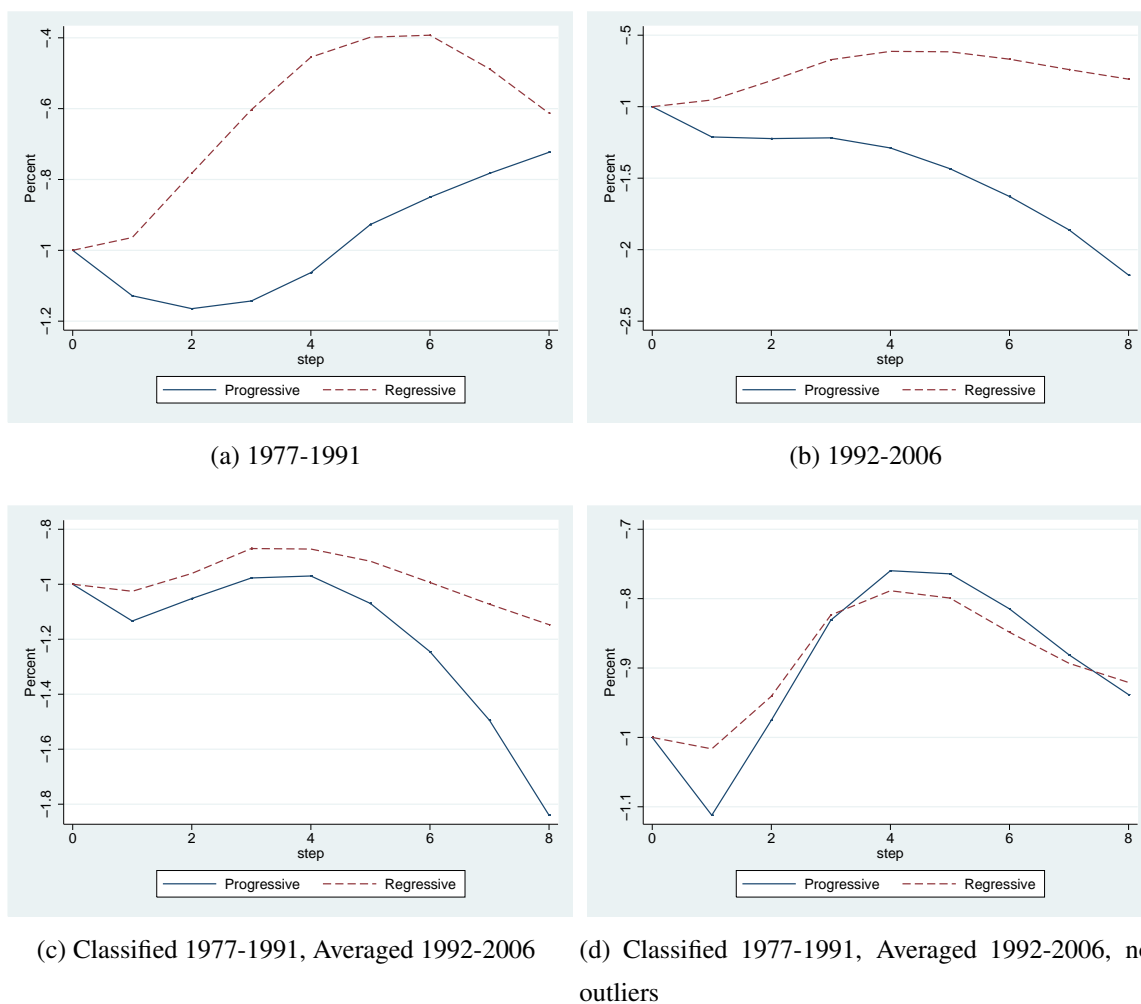 Percent
-.4
-.6
-.8
-1
-1.2
0 2 4 6 8
step
Progressive Regressive
(a) 1977-1991
Percent
-.5
-1
-1.5
-2
-2.5
0 2 4 6 8
step
Progressive Regressive
(b) 1992-2006
Percent
-.8
-1
-1.2
-1.4
-1.6
-1.8
0 2 4 6 8
step
Progressive Regressive
(c) Classified 1977-1991, Averaged 1992-2006
Percent
-.7
-.8
-.9
-1
-1.1
0 2 4 6 8
step
Progressive Regressive
(d) Classified 1977-1991, Averaged 1992-2006,
outliers